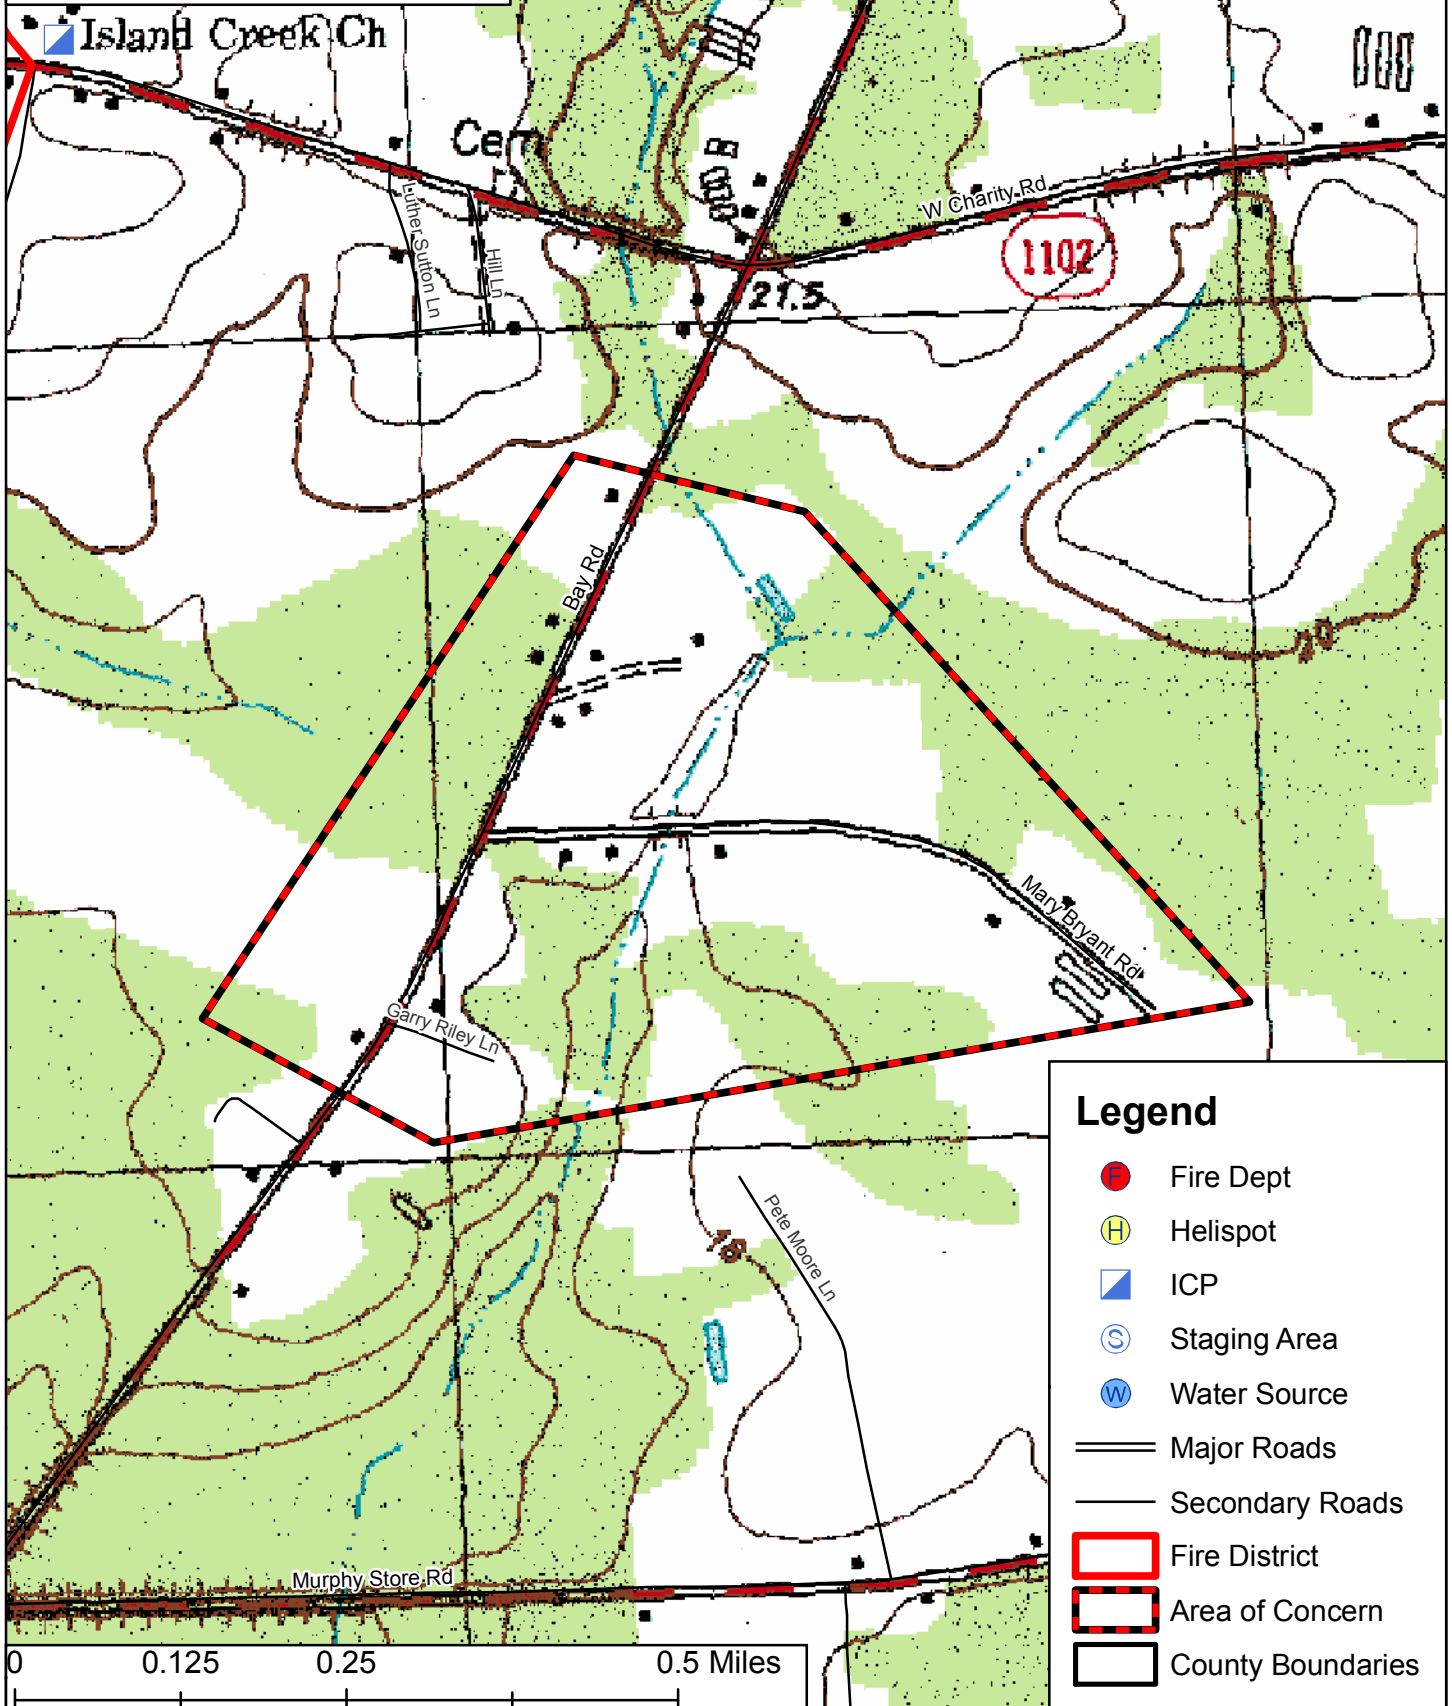 Island Creek Ch
Cem
W Charity Rd
1102
Luther Sutton Ln
Hill Ln
21.5
Bay Rd
20
Mary Bryant Rd
Garry Riley Ln
Pete Moore Ln
18
Murphy Store Rd
Legend
F Fire Dept
H Helispot
ICP
S Staging Area
W Water Source
Major Roads
Secondary Roads
Fire District
Area of Concern
County Boundaries
0 0.125 0.25 0.5 Miles